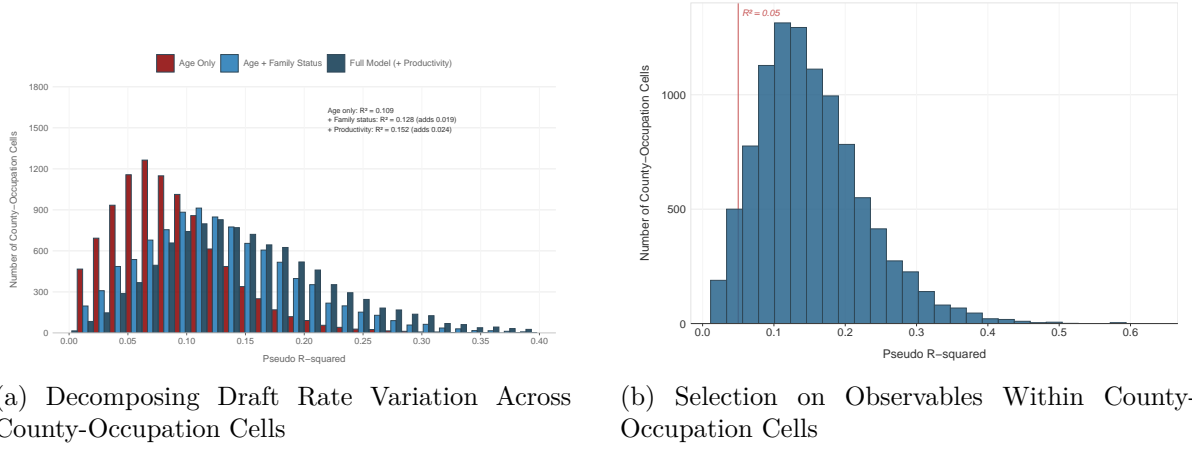 Age Only Age + Family Status Full Model (+ Productivity)
Number of County−Occupation Cells
1800
1500
1200
900
600
300
0
Age only: R² = 0.109
+ Family status: R² = 0.128 (adds 0.019)
+ Productivity: R² = 0.152 (adds 0.024)
0.00 0.05 0.10 0.15 0.20 0.25 0.30 0.35 0.40
Pseudo R−squared
(a) Decomposing Draft Rate Variation Across
County-Occupation Cells
R² = 0.05
Number of County−Occupation Cells
1000
500
0
0.0 0.1 0.2 0.3 0.4 0.5 0.6
Pseudo R−squared
(b) Selection on Observables Within County-
Occupation Cells